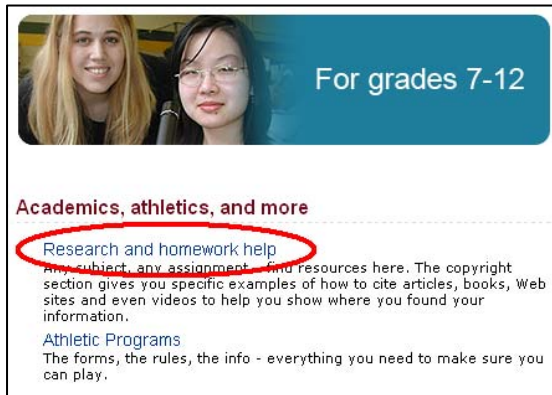 For grades 7-12
Academics, athletics, and more
Research and homework help
Any subject, any assignment - find resources here. The copyright
section gives you specific examples of how to cite articles, books, Web
sites and even videos to help you show where you found your
information.
Athletic Programs
The forms, the rules, the info - everything you need to make sure you
can play.